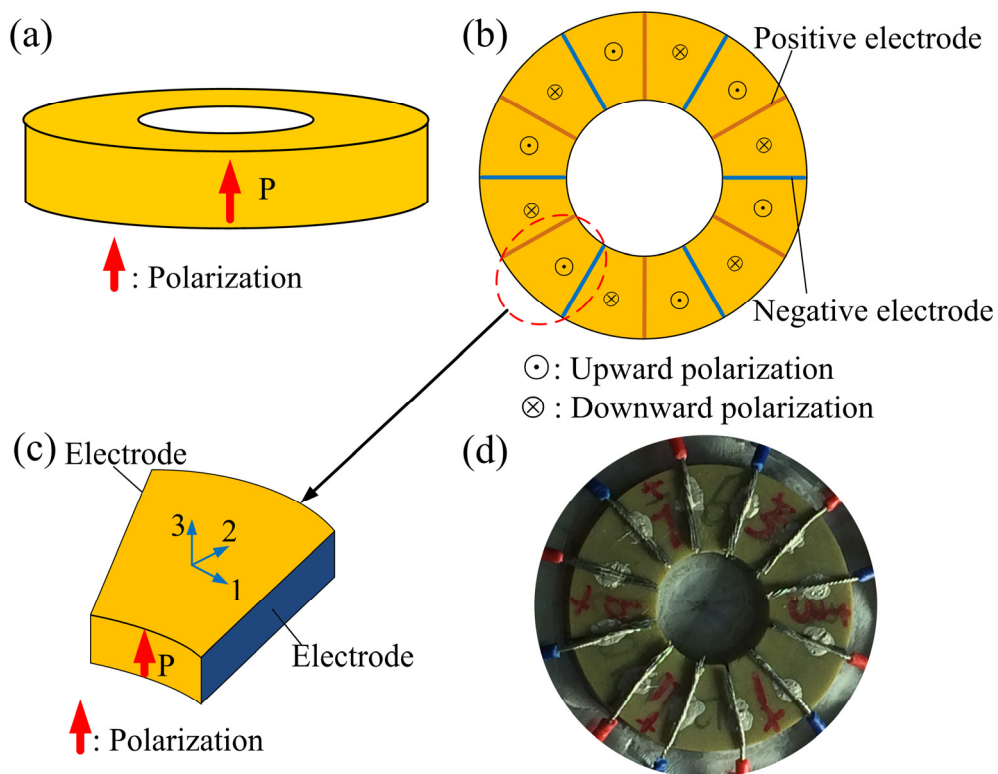 (a)
P
: Polarization
(b)
Positive electrode
Negative electrode
: Upward polarization
: Downward polarization
(c)
Electrode
3
2
1
Electrode
P
: Polarization
(d)